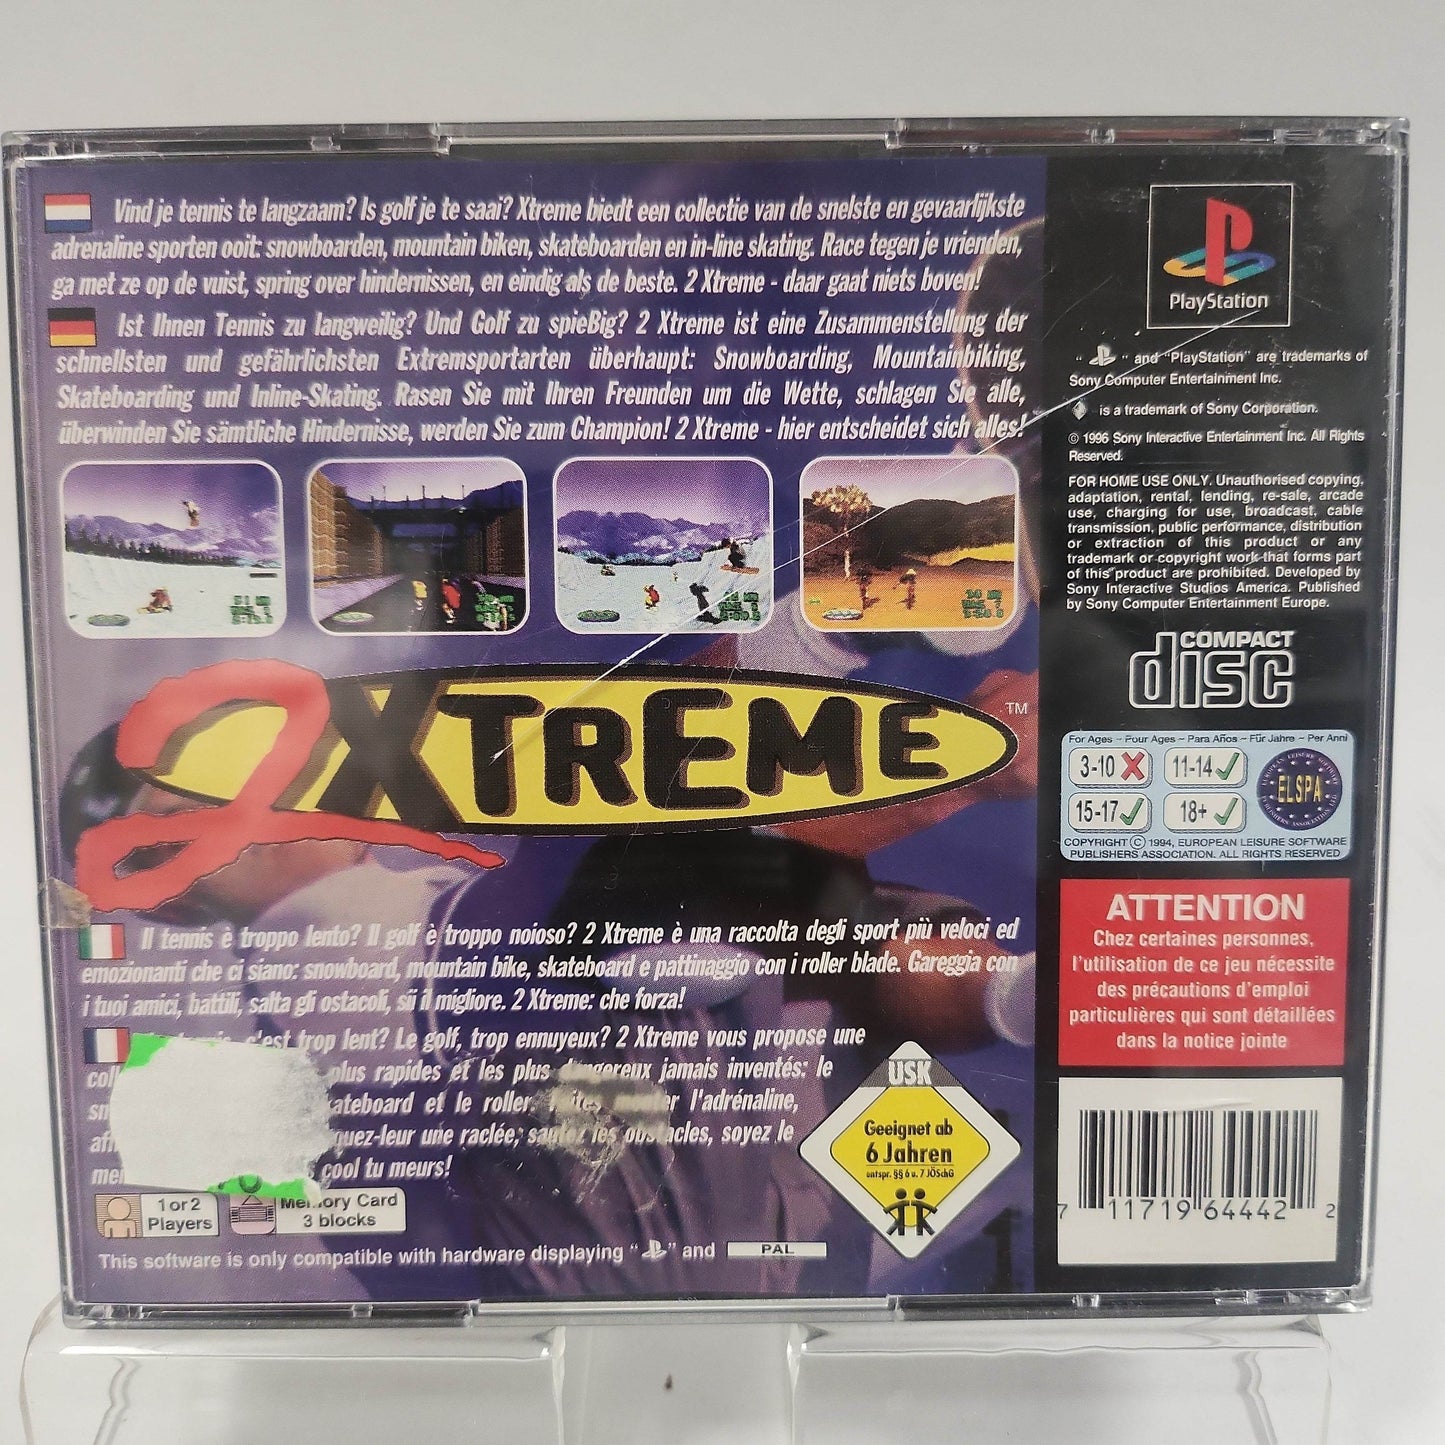 Vind je tennis te langzaam? Is golf je te saai? Xtreme biedt een collectie van de snelste en gevaarlijkste
adrenaline sporten ooit: snowboarden, mountain biken, skateboarden en in-line skating. Race tegen je vrienden,
ga met ze op de vuist, spring over hindernissen, en eindig als de beste. 2 Xtreme - daar gaat niets boven!
Ist Ihnen Tennis zu langweilig? Und Golf zu spieBig? 2 Xtreme ist eine Zusammenstellung der
schnellsten und gefährlichsten Extremsportarten überhaupt: Snowboarding, Mountainbiking,
Skateboarding und Inline-Skating. Rasen Sie mit Ihren Freunden um die Wette, schlagen Sie alle,
überwinden Sie sämtliche Hindernisse, werden Sie zum Champion! 2 Xtreme - hier entscheidet sich alles!
2XTREME TM
Il tennis è troppo lento? Il golf è troppo noioso? 2 Xtreme è una raccolta degli sport più veloci ed
emozionanti che ci siano: snowboard, mountain bike, skateboard e pattinaggio con i roller blade. Gareggia con
i tuoi amici, battili, salta gli ostacoli, sii il migliore. 2 Xtreme: che forza!
c'est trop lent? Le golf, trop ennuyeux? 2 Xtreme vous propose une
plus rapides et les plus dangereux jamais inventés: le
et le roller. l'adrénaline,
une raclée, sautez les obstacles, soyez le
cool tu meurs!
1 or 2
Players
Memory Card
3 blocks
This software is only compatible with hardware displaying " " and PAL
USK
Geeignet ab
6 Jahren
entspr. §§ 6 u. 7 JÖSchG
PlayStation
" " and "PlayStation" are trademarks of
Sony Computer Entertainment Inc.
is a trademark of Sony Corporation.
© 1996 Sony Interactive Entertainment Inc. All Rights
Reserved.
FOR HOME USE ONLY. Unauthorised copying,
adaptation, rental, lending, re-sale, arcade
use, charging for use, broadcast, cable
transmission, public performance, distribution
or extraction of this product or any
trademark or copyright work that forms part
of this product are prohibited. Developed by
Sony Interactive Studios America. Published
by Sony Computer Entertainment Europe.
COMPACT
disc
For Ages ~ Pour Ages ~ Para Años ~ Für Jahre ~ Per Anni
3-10 11-14
15-17 18+
ELSPA
COPYRIGHT © 1994, EUROPEAN LEISURE SOFTWARE
PUBLISHERS ASSOCIATION. ALL RIGHTS RESERVED
ATTENTION
Chez certaines personnes,
l'utilisation de ce jeu nécessite
des précautions d'emploi
particulières qui sont détaillées
dans la notice jointe
7 11719 64442 2